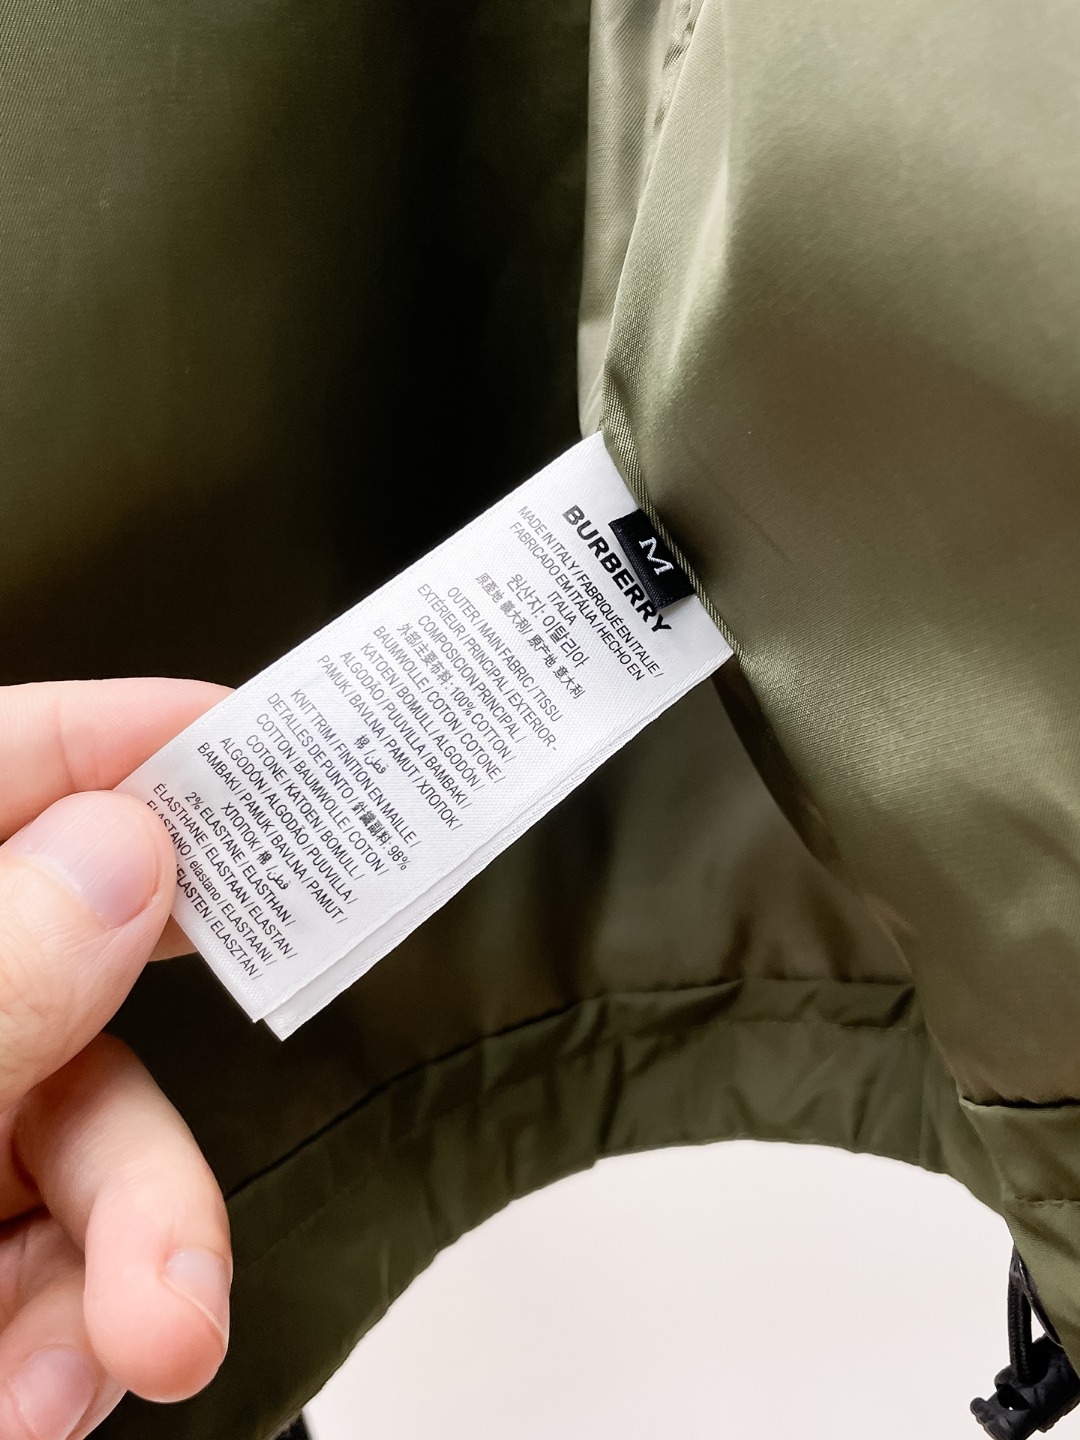 M
BURBERRY
MADE IN ITALY / FABRIQUÉ EN ITALIE /
FABRICADO EM ITÁLIA / HECHO EN
ITALIA
원산지: 이탈리아
原產地 義大利 / 原产地 意大利
OUTER / MAIN FABRIC / TISSU
EXTÉRIEUR / PRINCIPAL / EXTERIOR -
COMPOSICION PRINCIPAL /
外部/主要布料: 100% COTTON /
BAUMWOLLE / COTON / COTONE /
KATOEN / BOMULL / ALGODÓN /
ALGODÃO / PUUVILLA / BAMBAKI /
PAMUK / BAVLNA / PAMUT / ХЛОПОК /
棉 / قطن
KNIT TRIM / FINITION EN MAILLE /
DETALLES DE PUNTO / 針織副料: 98%
COTTON / BAUMWOLLE / COTON /
COTONE / KATOEN / BOMULL /
ALGODÓN / ALGODÃO / PUUVILLA /
BAMBAKI / PAMUK / BAVLNA / PAMUT /
ХЛОПОК / 棉 / قطن
2% ELASTANE / ELASTHAN /
ÉLASTHANE / ELASTAAN / ELASTAN /
ELASTANO / elastano / ELASTAANI /
ELASTEN / ELASZTÁN /